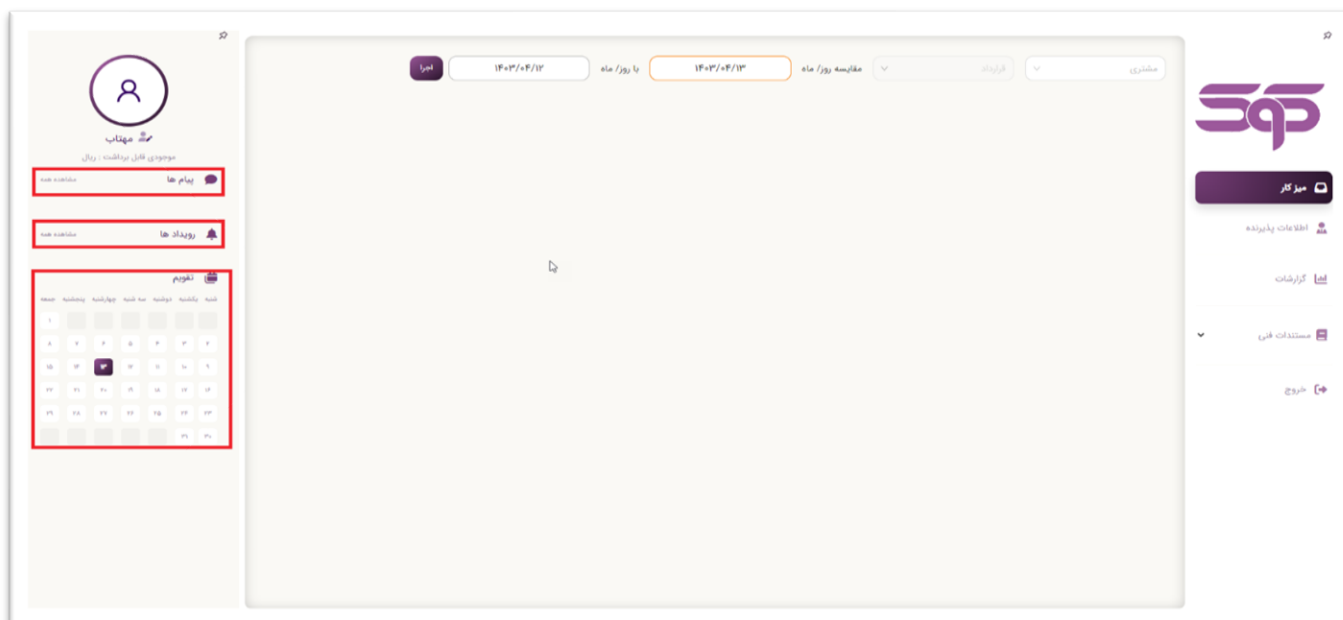 کوک
میز کار
اطلاعات پذیرنده
گزارشات
مستندات فنی
خروج
مشتری
قرارداد
مقایسه روز/ ماه
۱۴۰۳/۰۴/۱۳
با روز/ ماه
۱۴۰۳/۰۴/۱۲
اجرا
مهتاب
موجودی قابل برداشت : ریال
پیام ها مشاهده همه
رویداد ها مشاهده همه
تقویم
شنبه یکشنبه دوشنبه سه شنبه چهارشنبه پنجشنبه جمعه
۱
۲ ۳ ۴ ۵ ۶ ۷ ۸
۹ ۱۰ ۱۱ ۱۲ ۱۳ ۱۴ ۱۵
۱۶ ۱۷ ۱۸ ۱۹ ۲۰ ۲۱ ۲۲
۲۳ ۲۴ ۲۵ ۲۶ ۲۷ ۲۸ ۲۹
۳۰ ۳۱